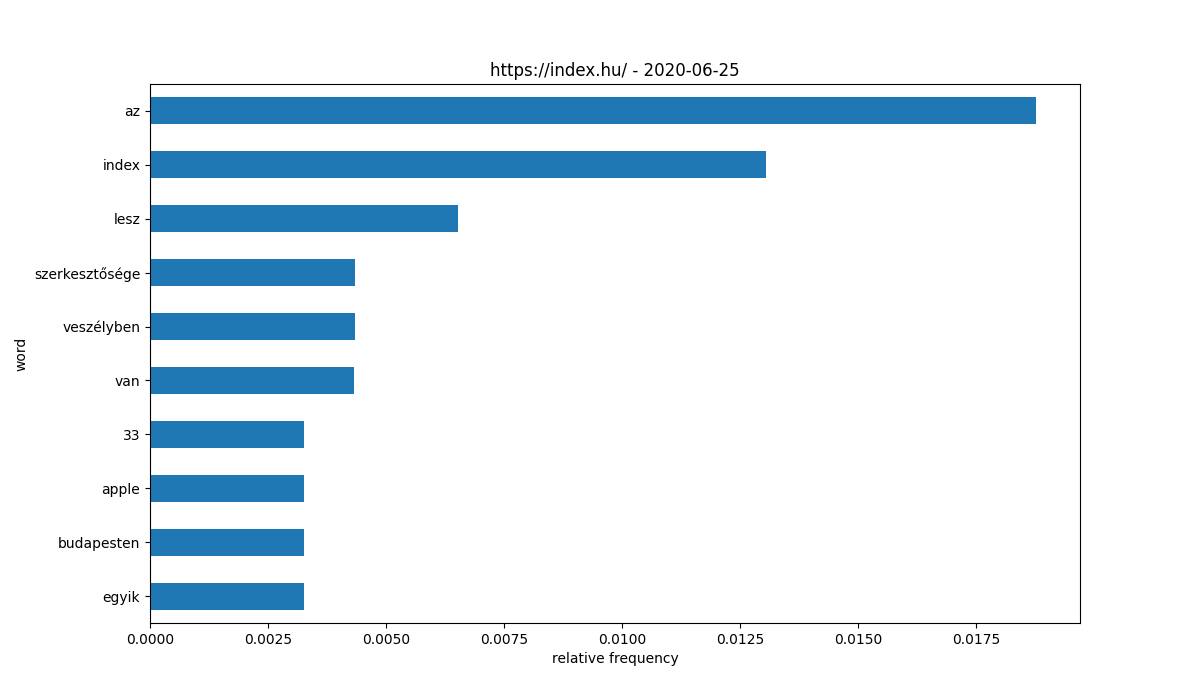 https://index.hu/ - 2020-06-25
az
index
lesz
szerkesztősége
veszélyben
van
33
apple
budapesten
egyik
word
0.0000 0.0025 0.0050 0.0075 0.0100 0.0125 0.0150 0.0175
relative frequency